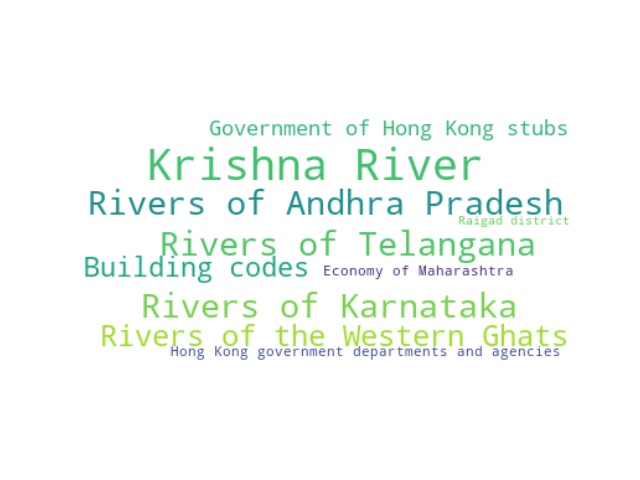 Government of Hong Kong stubs
Krishna River
Rivers of Andhra Pradesh
Raigad district
Rivers of Telangana
Building codes
Economy of Maharashtra
Rivers of Karnataka
Rivers of the Western Ghats
Hong Kong government departments and agencies